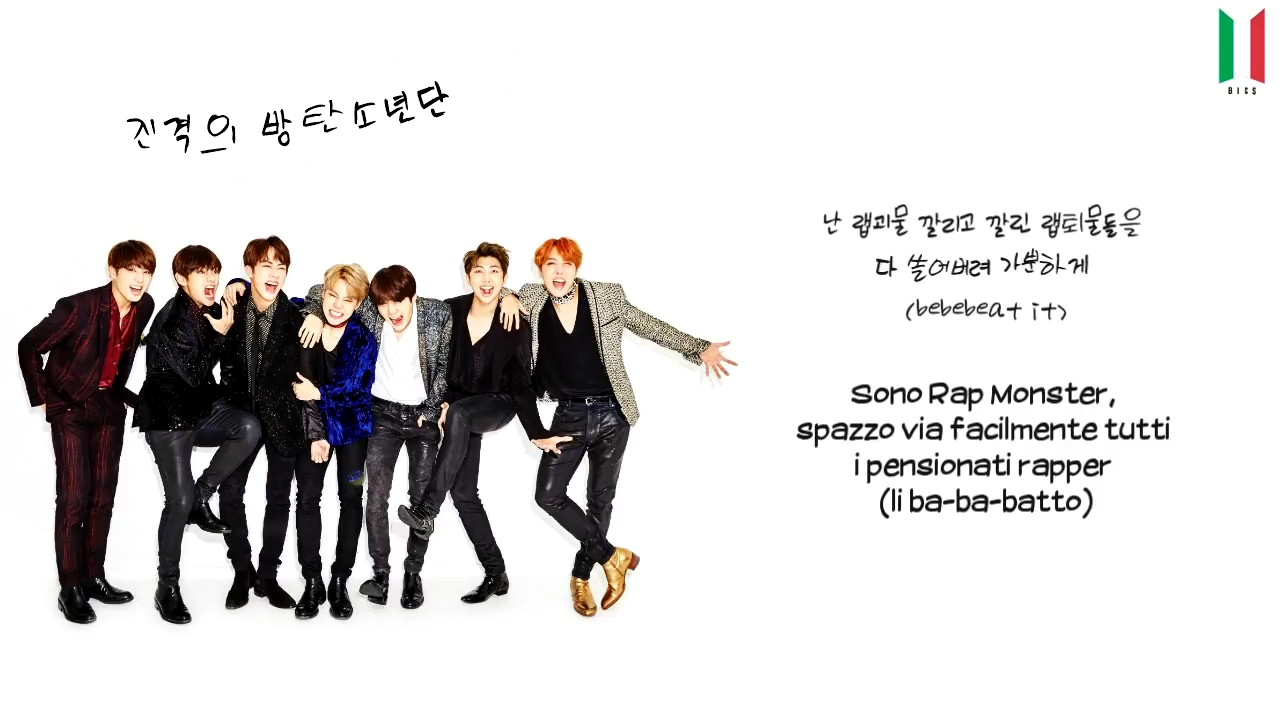 진격의 방탄소년단
BICS
난 랩괴물 깔리고 깔린 랩퇴물들을
다 쓸어버려 가뿐하게
(bebebeat it)
Sono Rap Monster,
spazzo via facilmente tutti
i pensionati rapper
(li ba-ba-batto)